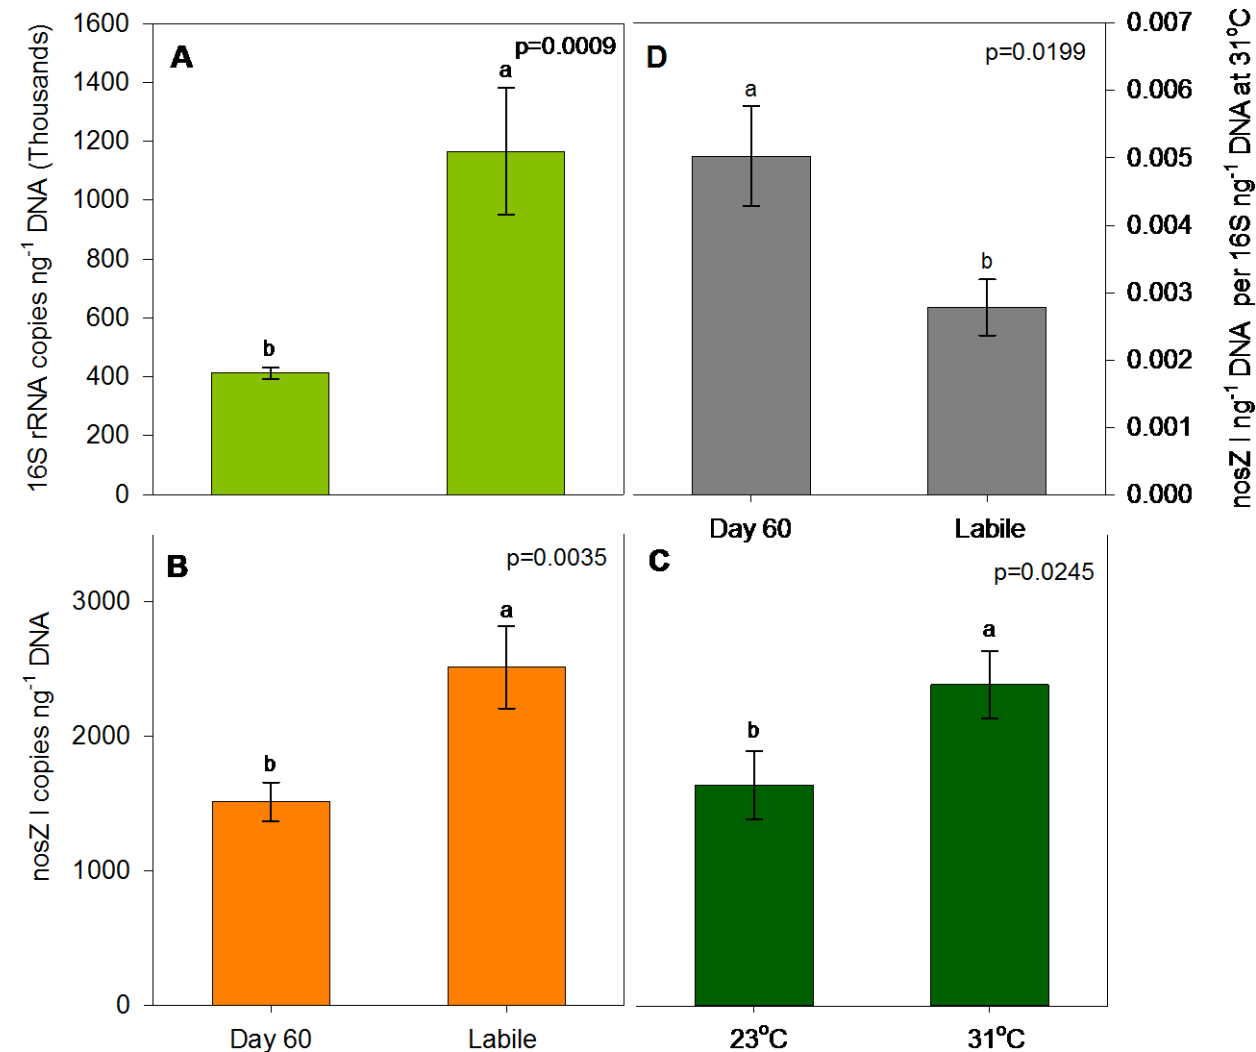 16S rRNA copies ng⁻¹ DNA (Thousands)
1600
1400
1200
1000
800
600
400
200
0
A
p=0.0009
b
a
D
p=0.0199
a
b
0.007
0.006
0.005
0.004
0.003
0.002
0.001
0.000
nosZ I ng⁻¹ DNA per 16S ng⁻¹ DNA at 31ºC
Day 60
Labile
nosZ I copies ng⁻¹ DNA
3000
2000
1000
0
B
p=0.0035
b
a
Day 60
Labile
C
p=0.0245
b
a
23ºC
31ºC